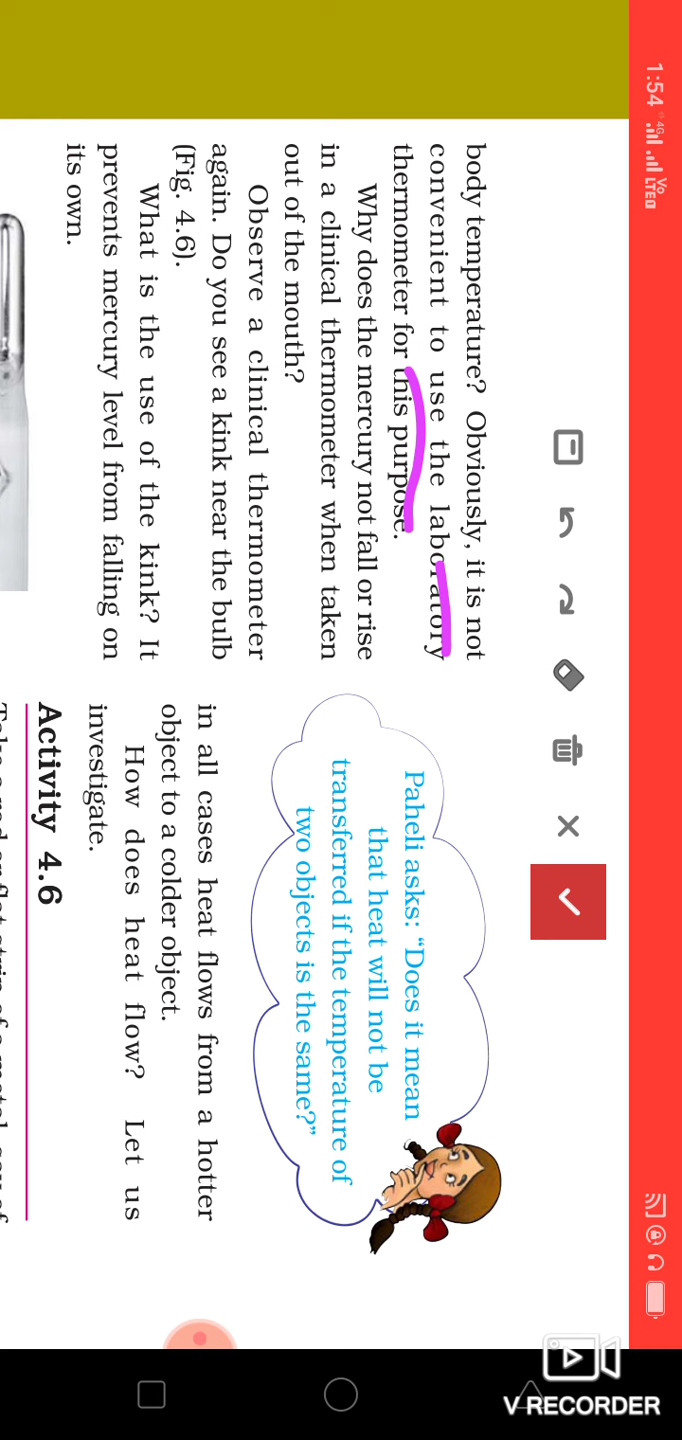 1:54
4G
Vo
LTE
body temperature? Obviously, it is not
convenient to use the laboratory
thermometer for this purpose.
Why does the mercury not fall or rise
in a clinical thermometer when taken
out of the mouth?
Observe a clinical thermometer
again. Do you see a kink near the bulb
(Fig. 4.6).
What is the use of the kink? It
prevents mercury level from falling on
its own.
Paheli asks: “Does it mean
that heat will not be
transferred if the temperature of
two objects is the same?”
in all cases heat flows from a hotter
object to a colder object.
How does heat flow? Let us
investigate.
Activity 4.6
V RECORDER